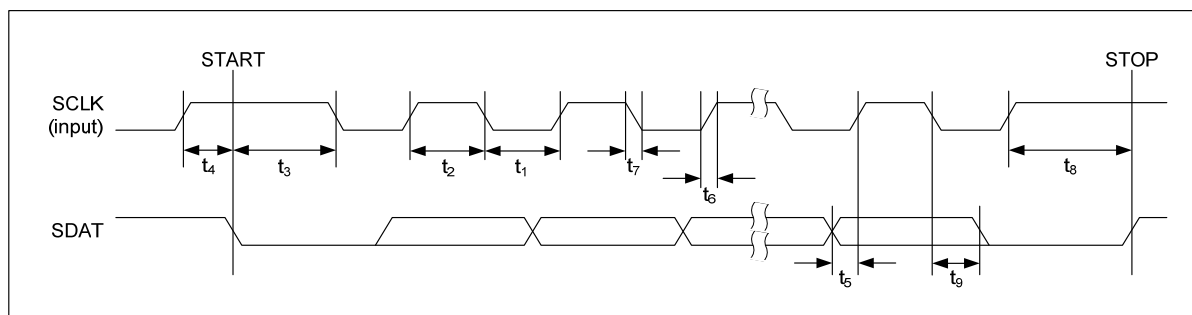 START STOP
SCLK
(input)
t₄ t₃ t₂ t₁ t₇ t₈
t₆
SDAT
t₅ t₉